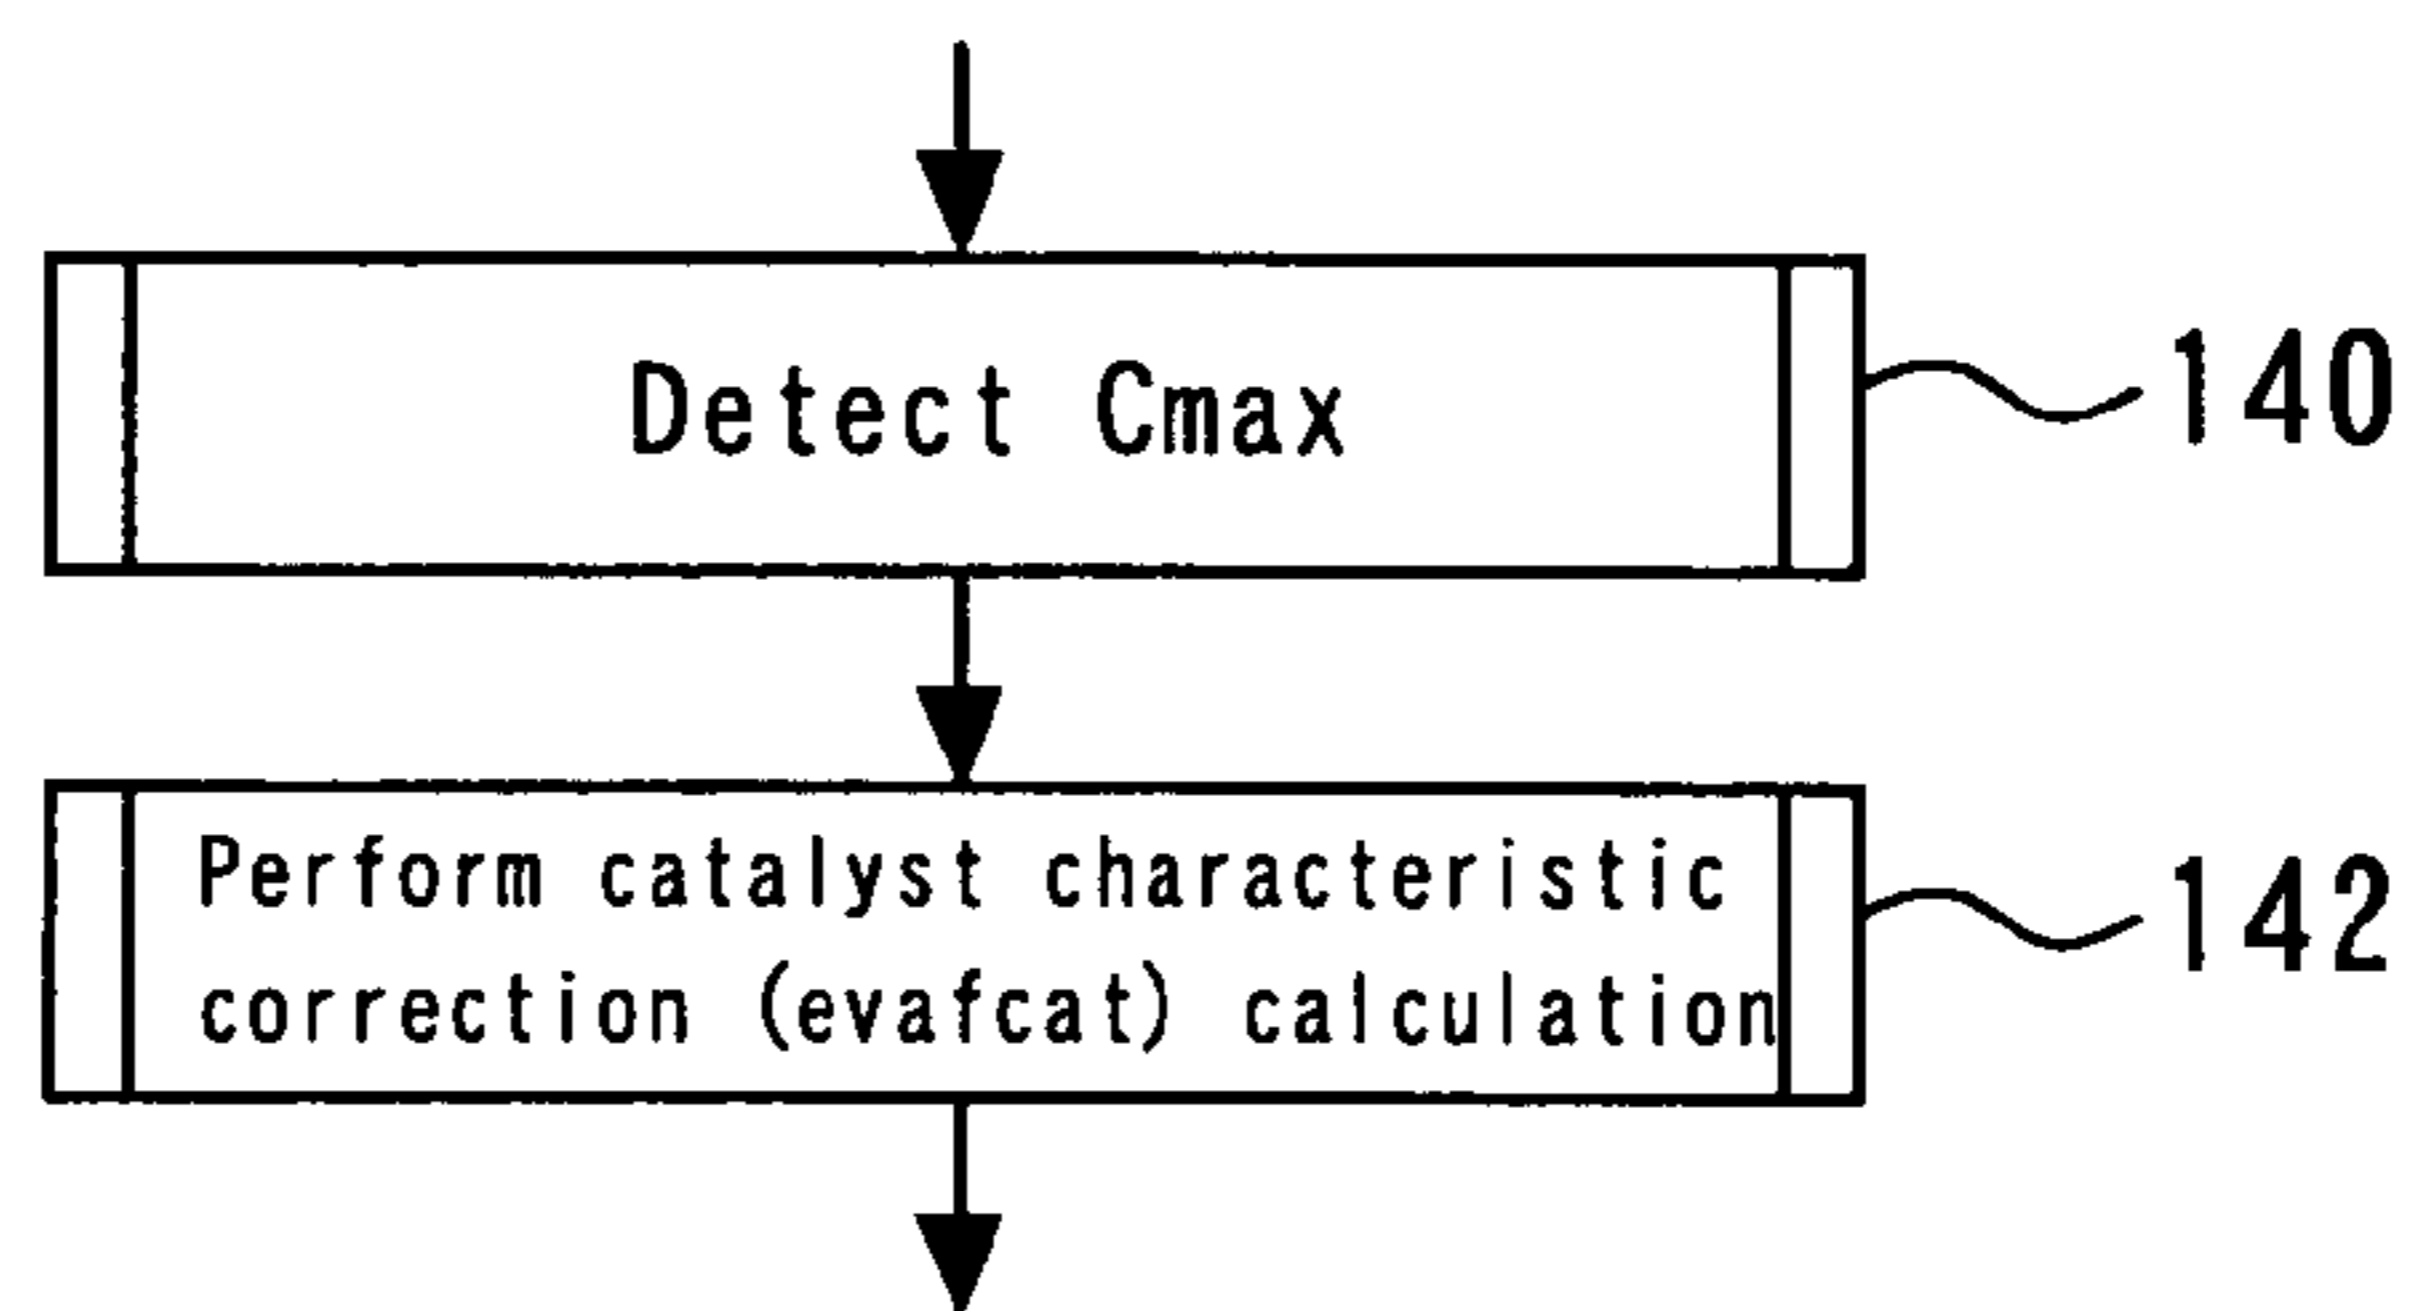 Detect Cmax
140
Perform catalyst characteristic
correction (evafcat) calculation
142